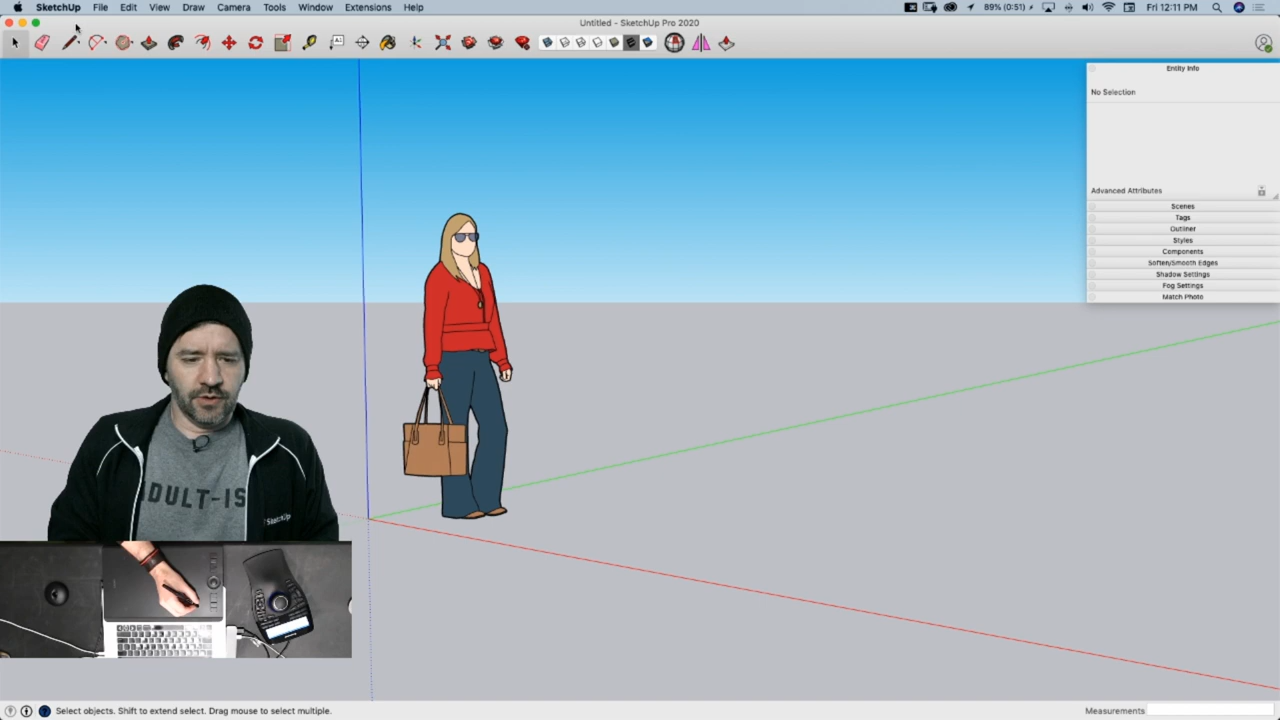 SketchUp File Edit View Draw Camera Tools Window Extensions Help
89% (0:51)
Fri 12:11 PM
Untitled - SketchUp Pro 2020
Entity Info
No Selection
Advanced Attributes
Scenes
Tags
Outliner
Styles
Components
Soften/Smooth Edges
Shadow Settings
Fog Settings
Match Photo
DULT-IS
SketchUp
Select objects. Shift to extend select. Drag mouse to select multiple.
Measurements